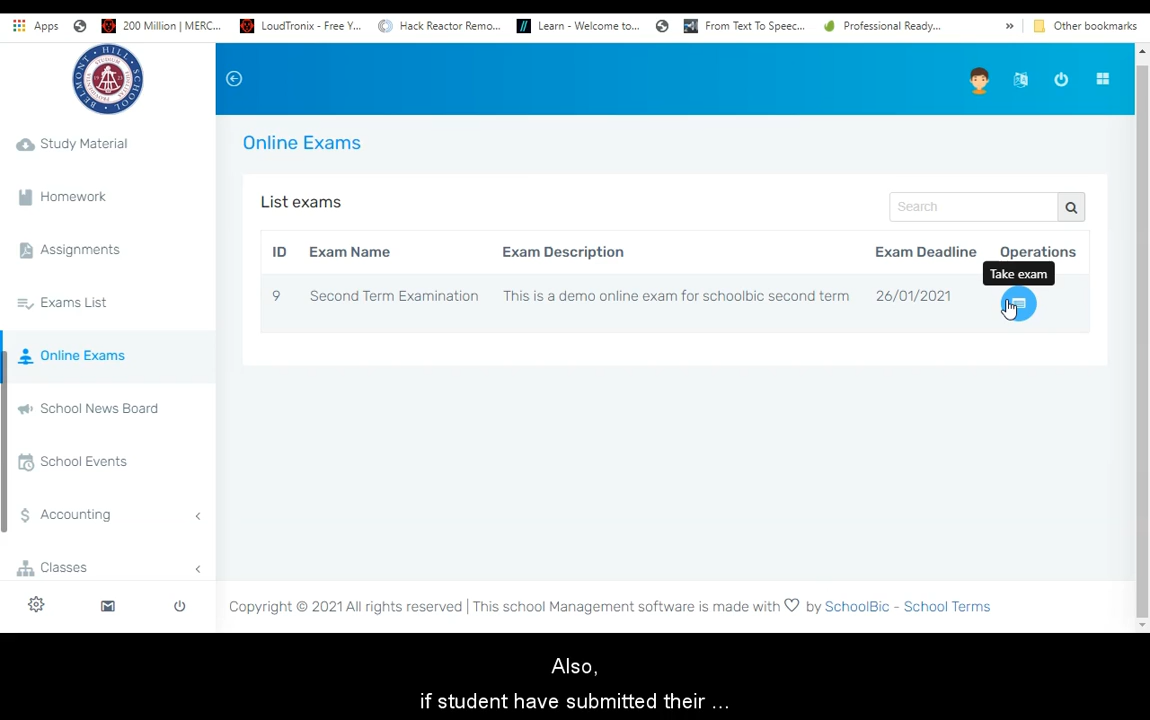 Apps
200 Million | MERC...
LoudTronix - Free Y...
Hack Reactor Remo...
Learn - Welcome to...
From Text To Speec...
Professional Ready...
»
Other bookmarks
BELMONT HILL SCHOOL
Study Material
Homework
Assignments
Exams List
Online Exams
School News Board
School Events
Accounting
Classes
Online Exams
List exams
Search
ID Exam Name Exam Description Exam Deadline Operations
Take exam
9 Second Term Examination This is a demo online exam for schoolbic second term 26/01/2021
Copyright © 2021 All rights reserved | This school Management software is made with ♡ by SchoolBic - School Terms
Also,
if student have submitted their ...